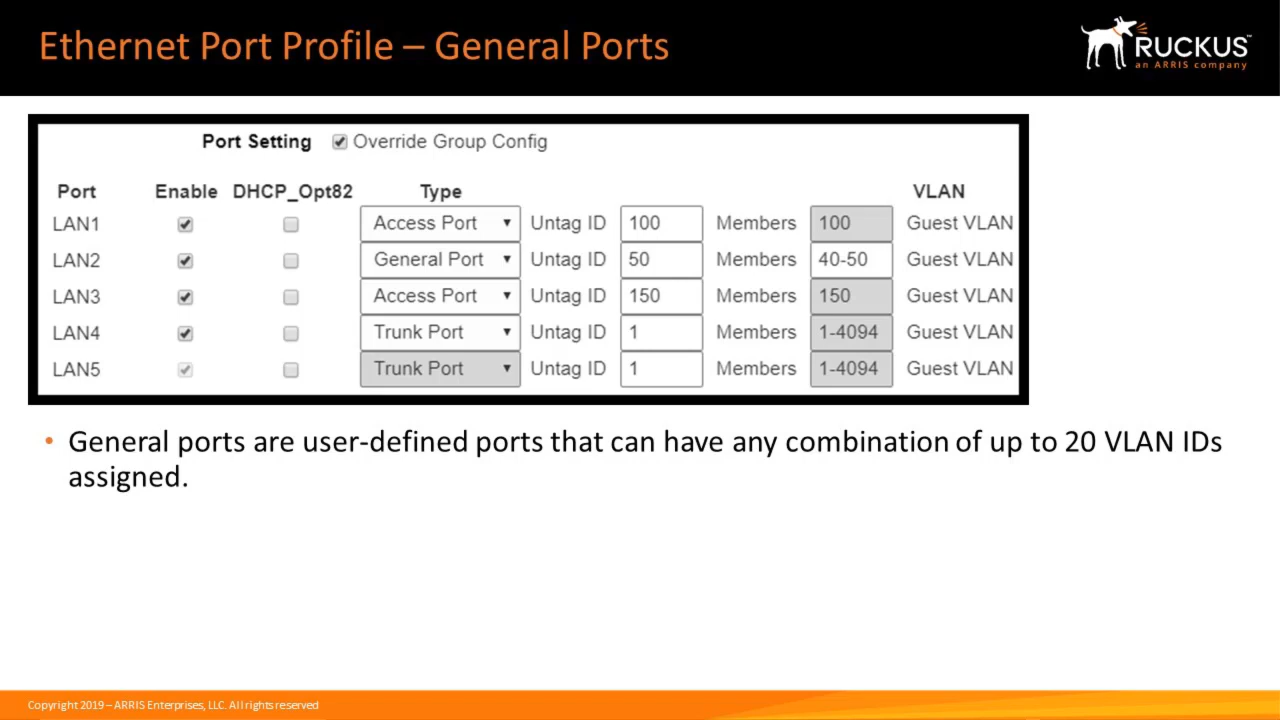 Ethernet Port Profile – General Ports
RUCKUS™
an ARRIS company
Port Setting Override Group Config
Port Enable DHCP_Opt82 Type VLAN
LAN1 Access Port Untag ID 100 Members 100 Guest VLAN
LAN2 General Port Untag ID 50 Members 40-50 Guest VLAN
LAN3 Access Port Untag ID 150 Members 150 Guest VLAN
LAN4 Trunk Port Untag ID 1 Members 1-4094 Guest VLAN
LAN5 Trunk Port Untag ID 1 Members 1-4094 Guest VLAN
• General ports are user-defined ports that can have any combination of up to 20 VLAN IDs
assigned.
Copyright 2019 – ARRIS Enterprises, LLC. All rights reserved